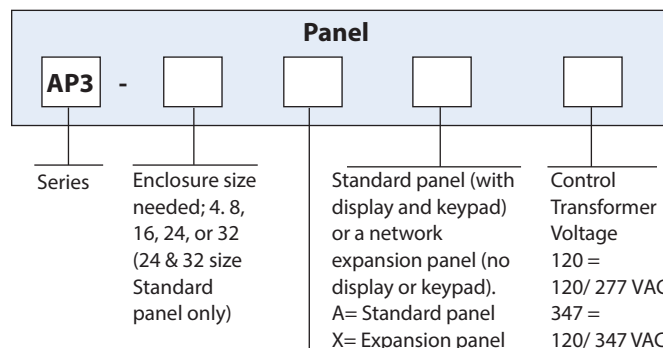 Panel
AP3 -
Series
Enclosure size
needed; 4. 8,
16, 24, or 32
(24 & 32 size
Standard
panel only)
Standard panel (with
display and keypad)
or a network
expansion panel (no
display or keypad).
A= Standard panel
X= Expansion panel
Control
Transformer
Voltage
120 =
120/ 277 VAC
347 =
120/ 347 VAC